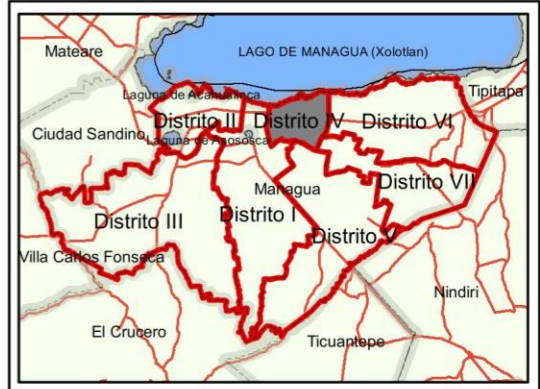 Mateare
LAGO DE MANAGUA (Xolotlan)
Laguna de Acahualinca
Tipitapa
Ciudad Sandino
Distrito II
Distrito IV
Distrito VI
Laguna de Asososca
Managua
Distrito VII
Distrito III
Distrito I
Distrito V
Villa Carlos Fonseca
Nindiri
El Crucero
Ticuantepe